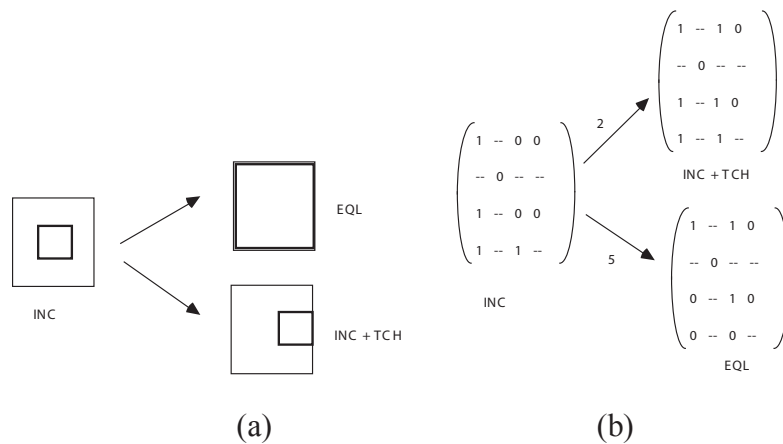 INC
EQL
INC + TCH
(a)
1 -- 0 0
-- 0 -- --
1 -- 0 0
1 -- 1 --
INC
2
5
1 -- 1 0
-- 0 -- --
1 -- 1 0
1 -- 1 --
INC + TCH
1 -- 1 0
-- 0 -- --
0 -- 1 0
0 -- 0 --
EQL
(b)